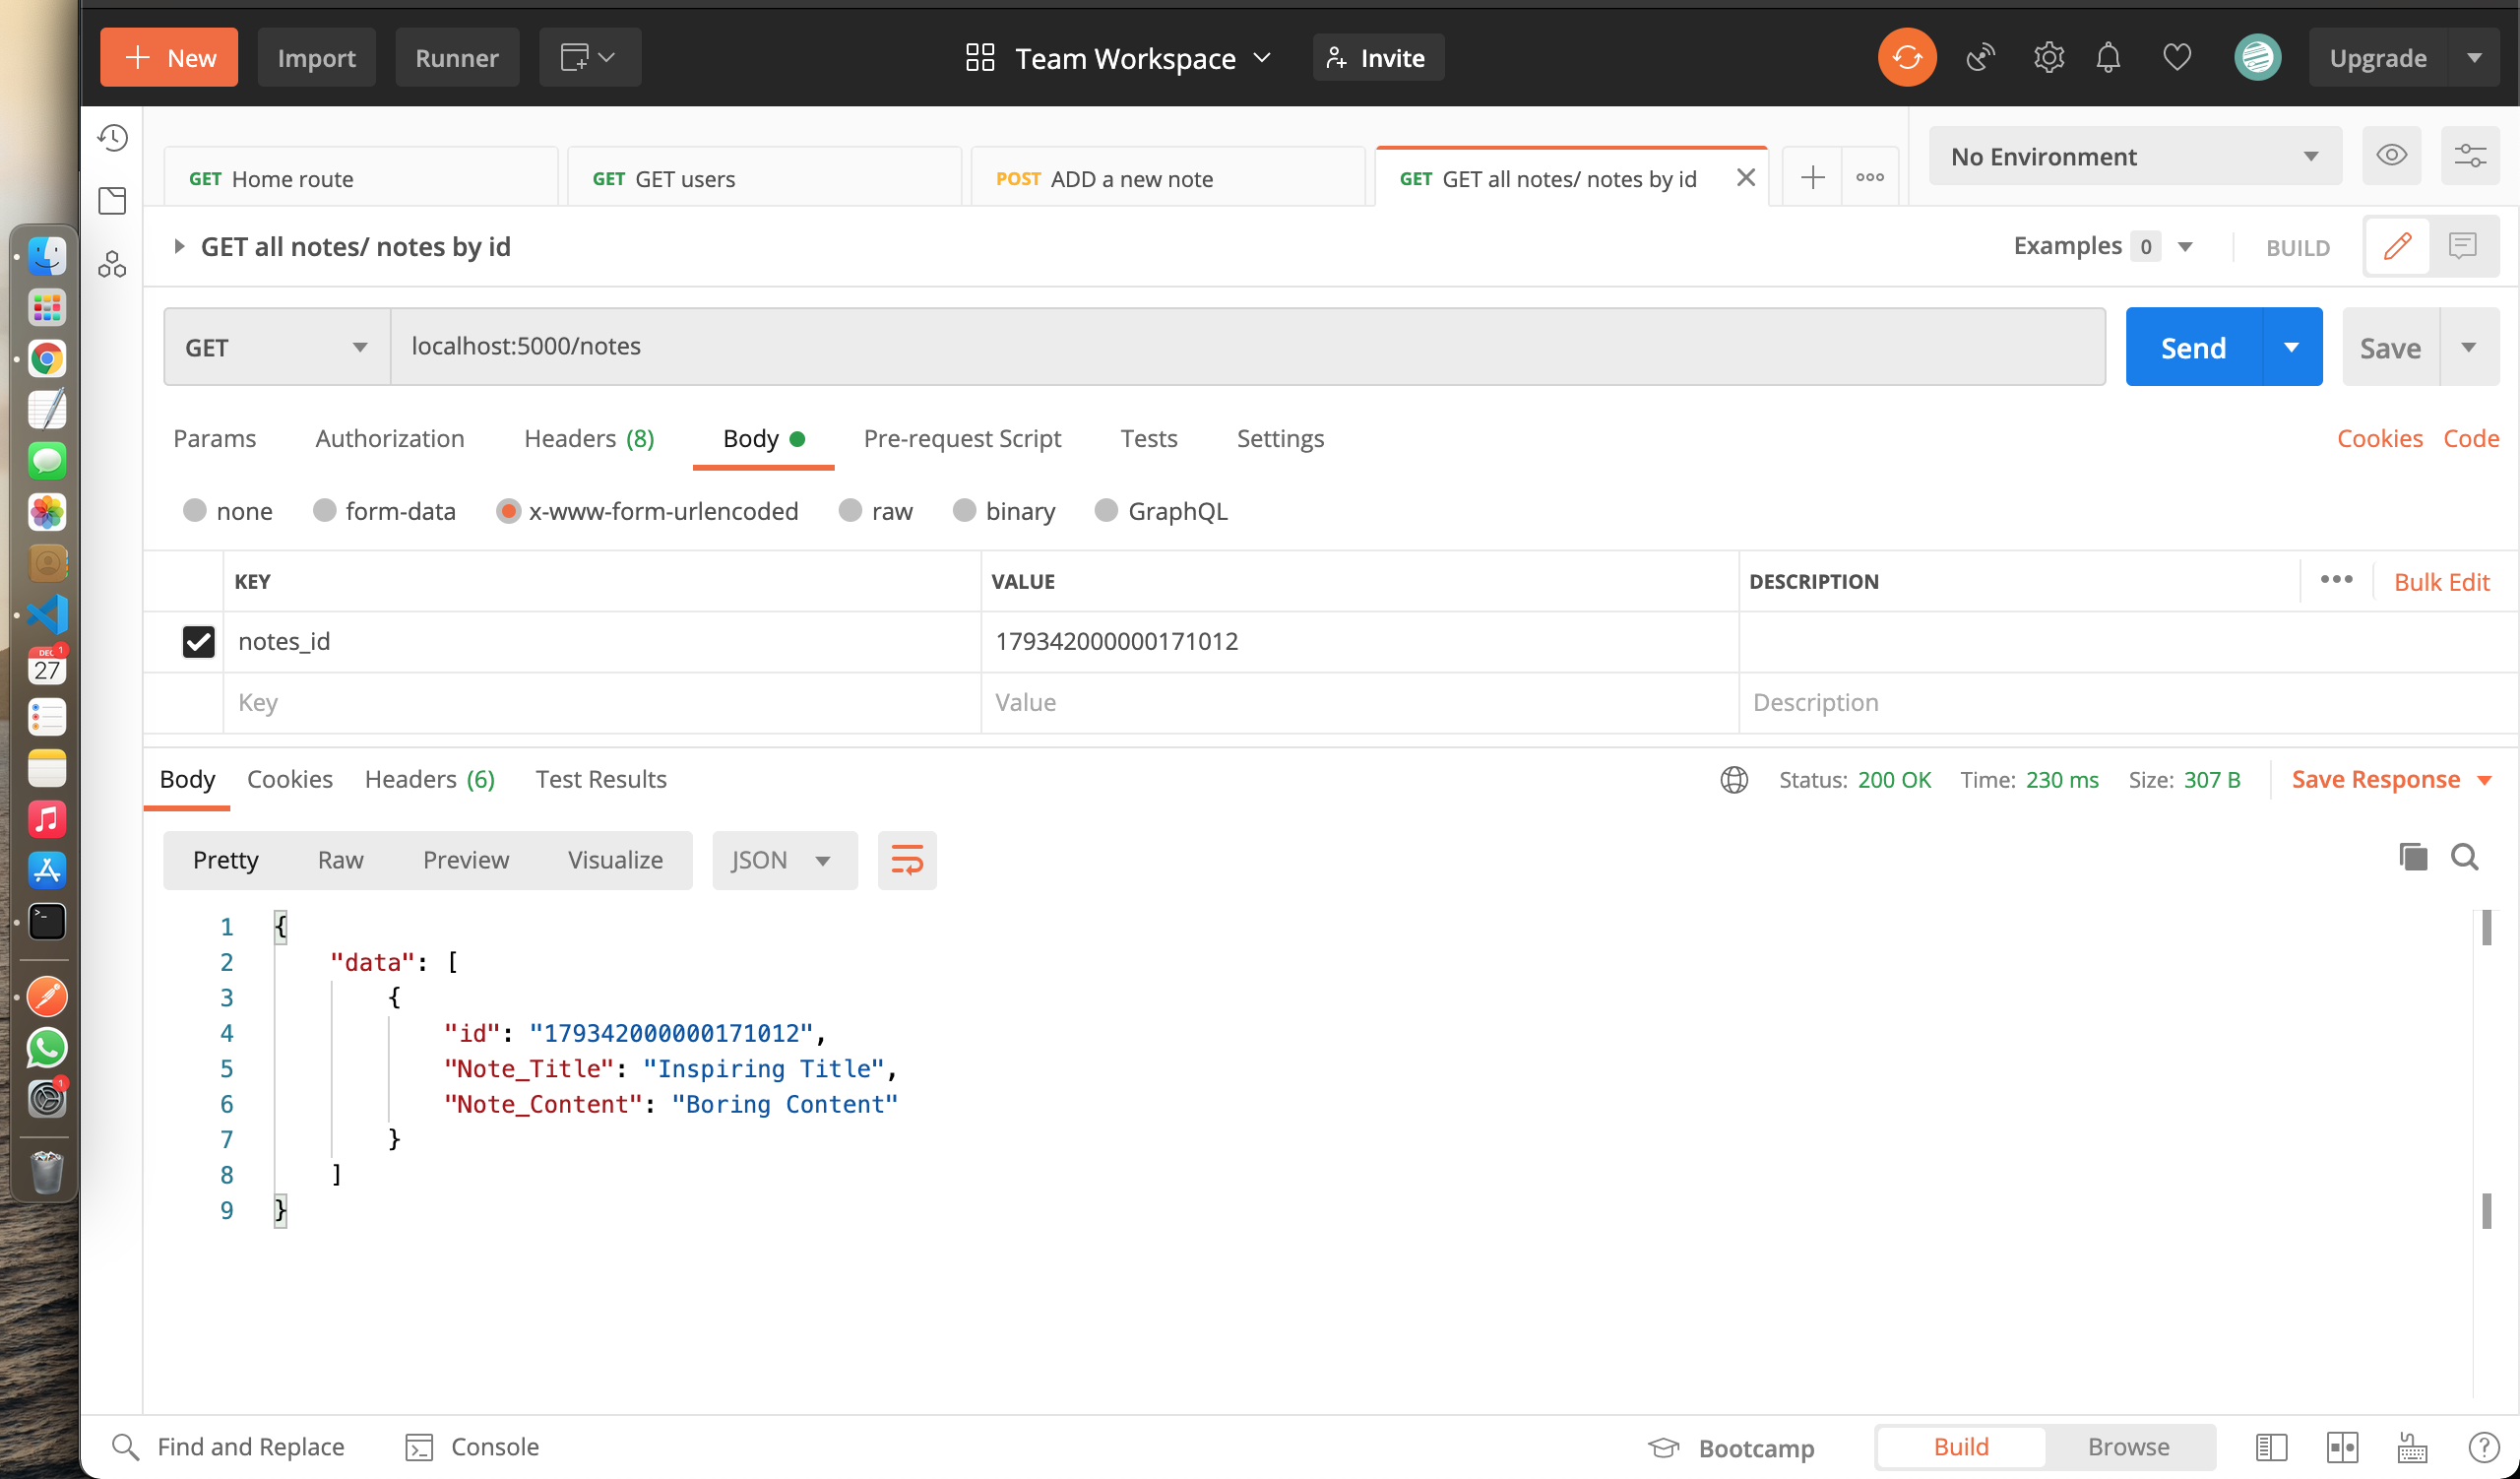 New
Import
Runner
Team Workspace
Invite
Upgrade
GET Home route
GET GET users
POST ADD a new note
GET GET all notes/ notes by id
No Environment
GET all notes/ notes by id
Examples 0
BUILD
GET
localhost:5000/notes
Send
Save
Params
Authorization
Headers (8)
Body
Pre-request Script
Tests
Settings
Cookies
Code
none
form-data
x-www-form-urlencoded
raw
binary
GraphQL
KEY
VALUE
DESCRIPTION
Bulk Edit
notes_id
179342000000171012
Key
Value
Description
Body
Cookies
Headers (6)
Test Results
Status: 200 OK
Time: 230 ms
Size: 307 B
Save Response
Pretty
Raw
Preview
Visualize
JSON
1 {
2 "data": [
3 {
4 "id": "179342000000171012",
5 "Note_Title": "Inspiring Title",
6 "Note_Content": "Boring Content"
7 }
8 ]
9 }
Find and Replace
Console
Bootcamp
Build
Browse
DEC
1
27
1